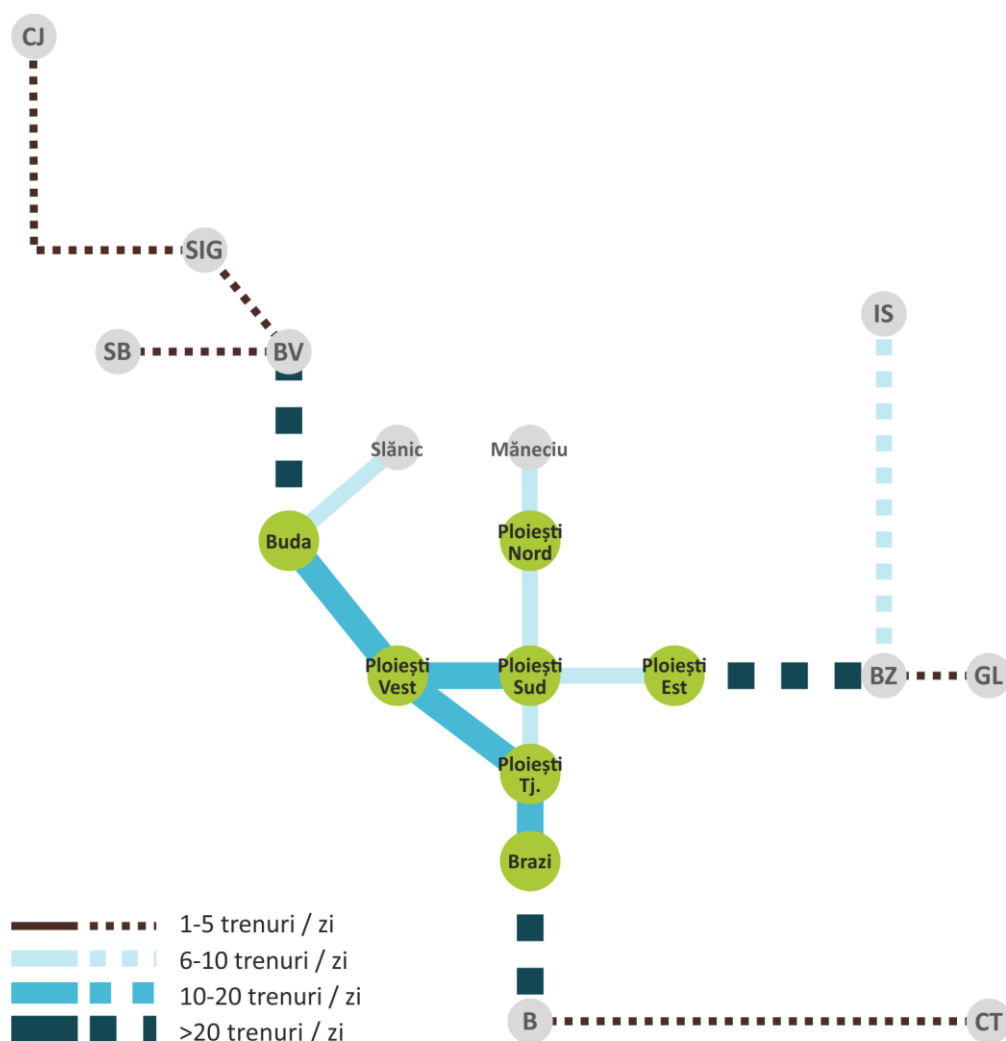 CJ
SIG
IS
SB
BV
Slănic
Măneciu
Buda
Ploiești
Nord
Ploiești
Vest
Ploiești
Sud
Ploiești
Est
BZ
GL
Ploiești
Tj.
Brazi
1-5 trenuri / zi
6-10 trenuri / zi
10-20 trenuri / zi
>20 trenuri / zi
B
CT